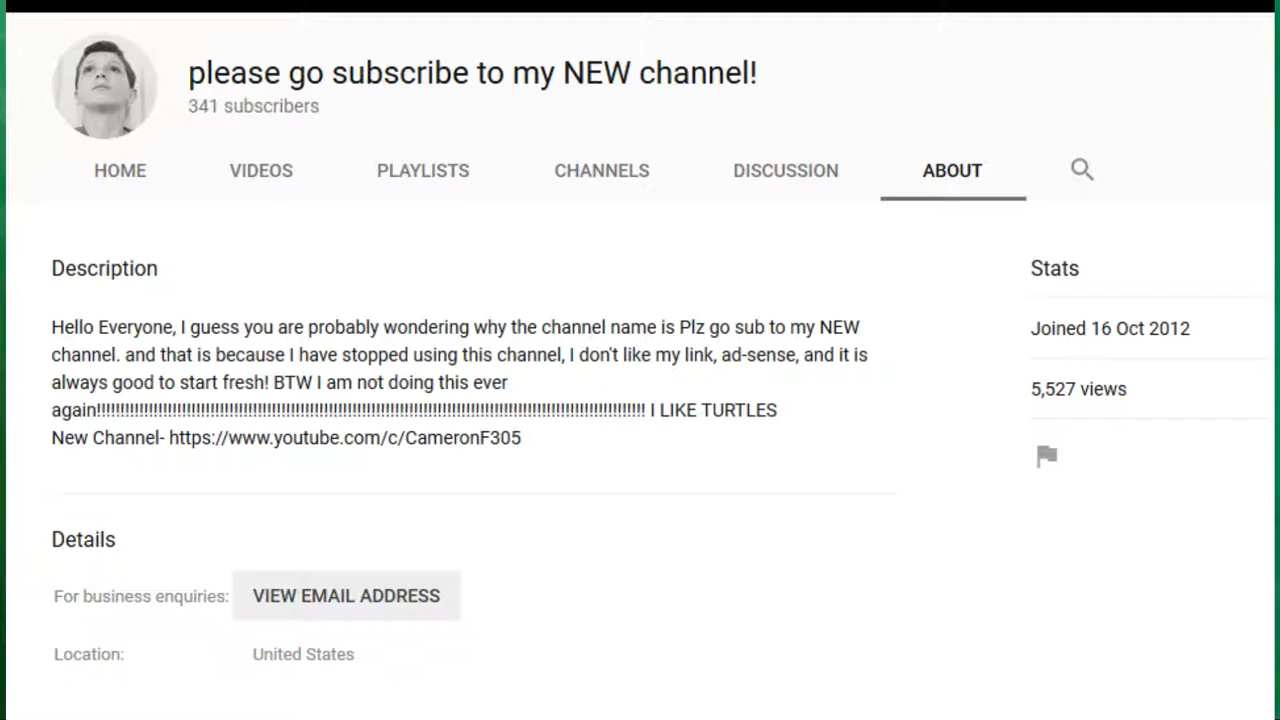 please go subscribe to my NEW channel!
341 subscribers
HOME VIDEOS PLAYLISTS CHANNELS DISCUSSION ABOUT
Description
Hello Everyone, I guess you are probably wondering why the channel name is Plz go sub to my NEW
channel. and that is because I have stopped using this channel, I don't like my link, ad-sense, and it is
always good to start fresh! BTW I am not doing this ever
again!!!!!!!!!!!!!!!!!!!!!!!!!!!!!!!!!!!!!!!!!!!!!!!!!!!!!!!!!!!!!!!!!!!!!!!!!!!!!!!!!!!!!!!!!!!!!!!!!!!!!!!!!!!!!!!!!!!!!!! I LIKE TURTLES
New Channel- https://www.youtube.com/c/CameronF305
Stats
Joined 16 Oct 2012
5,527 views
Details
For business enquiries: VIEW EMAIL ADDRESS
Location: United States